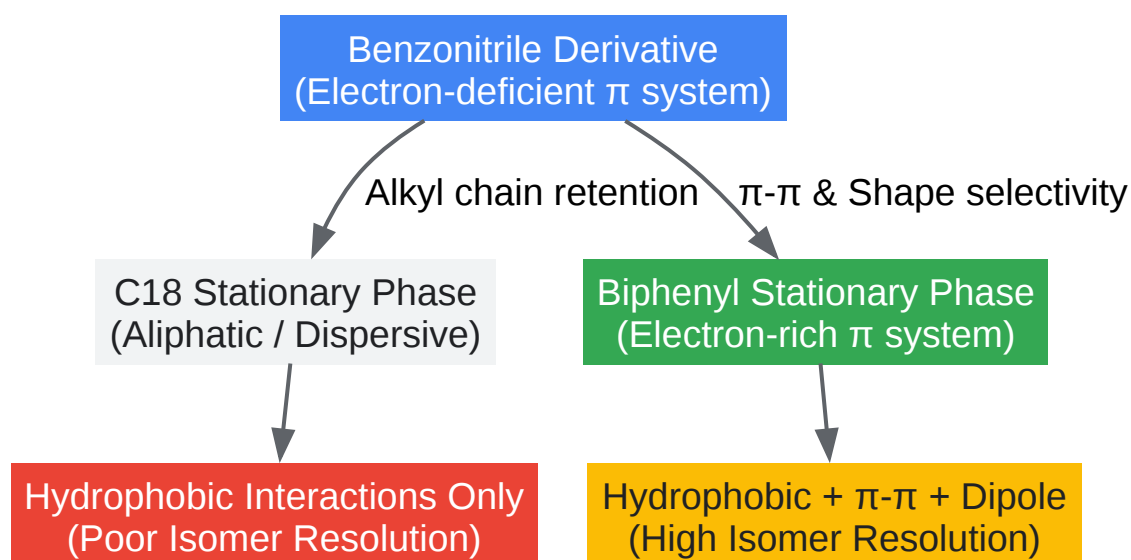 Benzonitrile Derivative
(Electron-deficient π system)
Alkyl chain retention
π-π & Shape selectivity
C18 Stationary Phase
(Aliphatic / Dispersive)
Biphenyl Stationary Phase
(Electron-rich π system)
Hydrophobic Interactions Only
(Poor Isomer Resolution)
Hydrophobic + π-π + Dipole
(High Isomer Resolution)